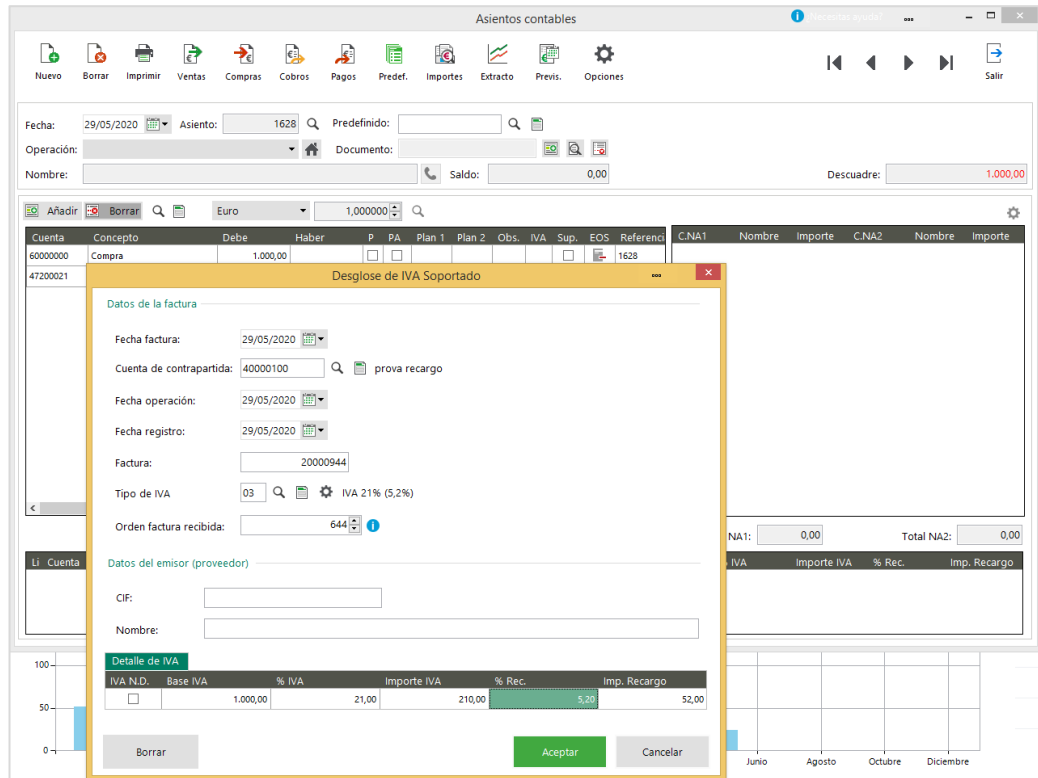 Asientos contables
Necesitas ayuda?
Nuevo Borrar Imprimir Ventas Compras Cobros Pagos Predef. Importes Extracto Previs. Opciones Salir
Fecha: 29/05/2020 Asiento: 1628 Predefinido:
Operación: Documento:
Nombre: Saldo: 0,00 Descuadre: 1.000,00
Añadir Borrar Euro 1,000000
Cuenta Concepto Debe Haber P PA Plan 1 Plan 2 Obs. IVA Sup. EOS Referenci
C.NA1 Nombre Importe C.NA2 Nombre Importe
60000000 Compra 1.000,00 1628
47200021
Desglose de IVA Soportado
Datos de la factura
Fecha factura: 29/05/2020
Cuenta de contrapartida: 40000100 prova recargo
Fecha operación: 29/05/2020
Fecha registro: 29/05/2020
Factura: 20000944
Tipo de IVA 03 IVA 21% (5,2%)
Orden factura recibida: 644
NA1: 0,00 Total NA2: 0,00
Li Cuenta
IVA Importe IVA % Rec. Imp. Recargo
Datos del emisor (proveedor)
CIF:
Nombre:
Detalle de IVA
IVA N.D. Base IVA % IVA Importe IVA % Rec. Imp. Recargo
1.000,00 21,00 210,00 5,20 52,00
Borrar Aceptar Cancelar
100
50
0
Junio Agosto Octubre Diciembre